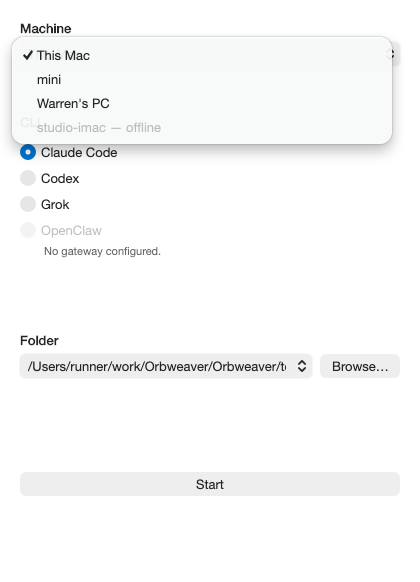 Machine
This Mac
mini
Warren's PC
CLI
studio-imac — offline
Claude Code
Codex
Grok
OpenClaw
No gateway configured.
Folder
/Users/runner/work/Orbweaver/Orbweaver/t
Browse…
Start